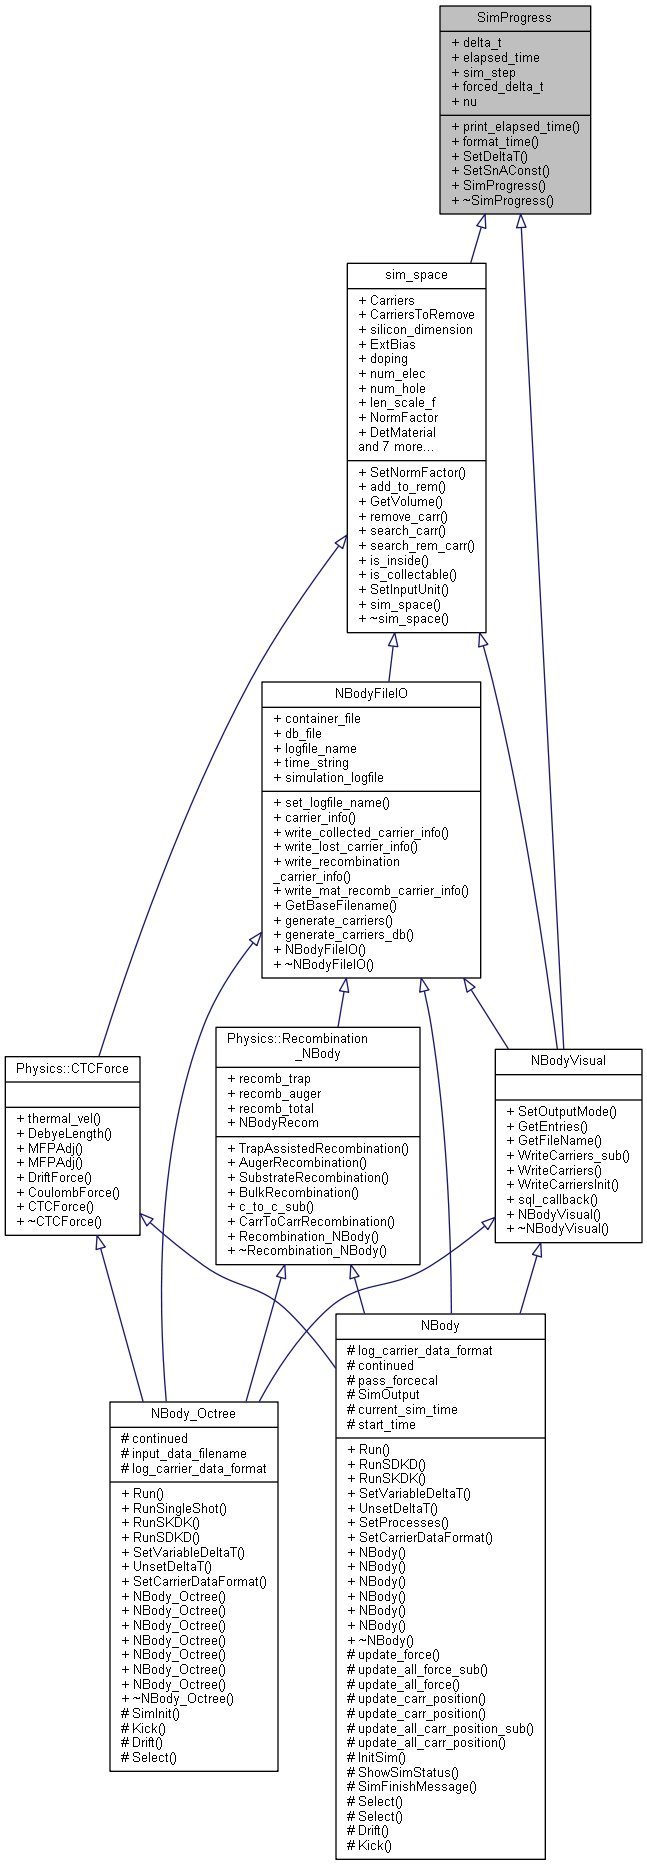 SimProgress
+ delta_t
+ elapsed_time
+ sim_step
+ forced_delta_t
+ nu
+ print_elapsed_time()
+ format_time()
+ SetDeltaT()
+ SetSnAConst()
+ SimProgress()
+ ~SimProgress()
sim_space
+ Carriers
+ CarriersToRemove
+ silicon_dimension
+ ExtBias
+ doping
+ num_elec
+ num_hole
+ len_scale_f
+ NormFactor
+ DetMaterial
and 7 more...
+ SetNormFactor()
+ add_to_rem()
+ GetVolume()
+ remove_carr()
+ search_carr()
+ search_rem_carr()
+ is_inside()
+ is_collectable()
+ SetInputUnit()
+ sim_space()
+ ~sim_space()
NBodyFileIO
+ container_file
+ db_file
+ logfile_name
+ time_string
+ simulation_logfile
+ set_logfile_name()
+ carrier_info()
+ write_collected_carrier_info()
+ write_lost_carrier_info()
+ write_recombination
_carrier_info()
+ write_mat_recomb_carrier_info()
+ GetBaseFilename()
+ generate_carriers()
+ generate_carriers_db()
+ NBodyFileIO()
+ ~NBodyFileIO()
Physics::CTCForce
+ thermal_vel()
+ DebyeLength()
+ MFPAdj()
+ MFPAdj()
+ DriftForce()
+ CoulombForce()
+ CTCForce()
+ ~CTCForce()
Physics::Recombination
_NBody
+ recomb_trap
+ recomb_auger
+ recomb_total
+ NBodyRecom
+ TrapAssistedRecombination()
+ AugerRecombination()
+ SubstrateRecombination()
+ BulkRecombination()
+ c_to_c_sub()
+ CarrToCarrRecombination()
+ Recombination_NBody()
+ ~Recombination_NBody()
NBodyVisual
+ SetOutputMode()
+ GetEntries()
+ GetFileName()
+ WriteCarriers_sub()
+ WriteCarriers()
+ WriteCarriersInit()
+ sql_callback()
+ NBodyVisual()
+ ~NBodyVisual()
NBody_Octree
# continued
# input_data_filename
# log_carrier_data_format
+ Run()
+ RunSingleShot()
+ RunSKDK()
+ RunSDKD()
+ SetVariableDeltaT()
+ UnsetDeltaT()
+ SetCarrierDataFormat()
+ NBody_Octree()
+ NBody_Octree()
+ NBody_Octree()
+ NBody_Octree()
+ NBody_Octree()
+ NBody_Octree()
+ NBody_Octree()
+ ~NBody_Octree()
# SimInit()
# Kick()
# Drift()
# Select()
NBody
# log_carrier_data_format
# continued
# pass_forcecal
# SimOutput
# current_sim_time
# start_time
+ Run()
+ RunSDKD()
+ RunSKDK()
+ SetVariableDeltaT()
+ UnsetDeltaT()
+ SetProcesses()
+ SetCarrierDataFormat()
+ NBody()
+ NBody()
+ NBody()
+ NBody()
+ NBody()
+ NBody()
+ ~NBody()
# update_force()
# update_all_force_sub()
# update_all_force()
# update_carr_position()
# update_carr_position()
# update_all_carr_position_sub()
# update_all_carr_position()
# InitSim()
# ShowSimStatus()
# SimFinishMessage()
# Select()
# Select()
# Drift()
# Kick()